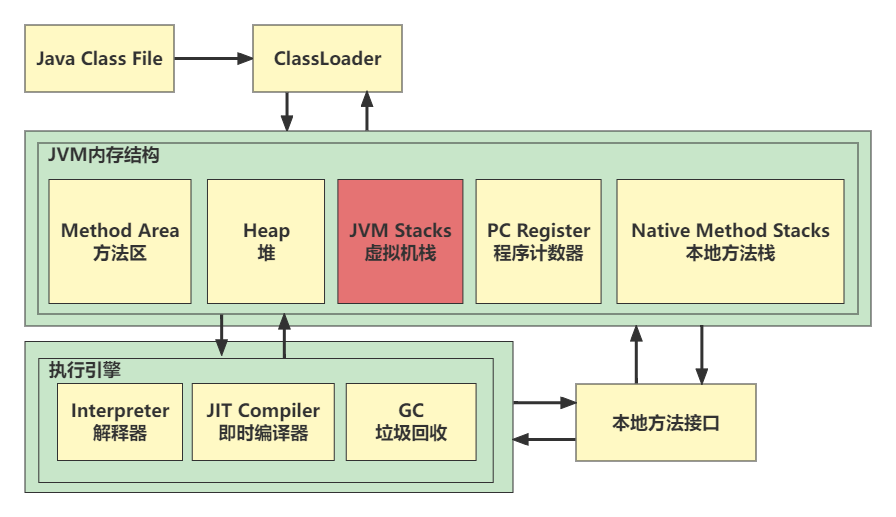 Java Class File
ClassLoader
JVM内存结构
Method Area
方法区
Heap
堆
JVM Stacks
虚拟机栈
PC Register
程序计数器
Native Method Stacks
本地方法栈
执行引擎
Interpreter
解释器
JIT Compiler
即时编译器
GC
垃圾回收
本地方法接口